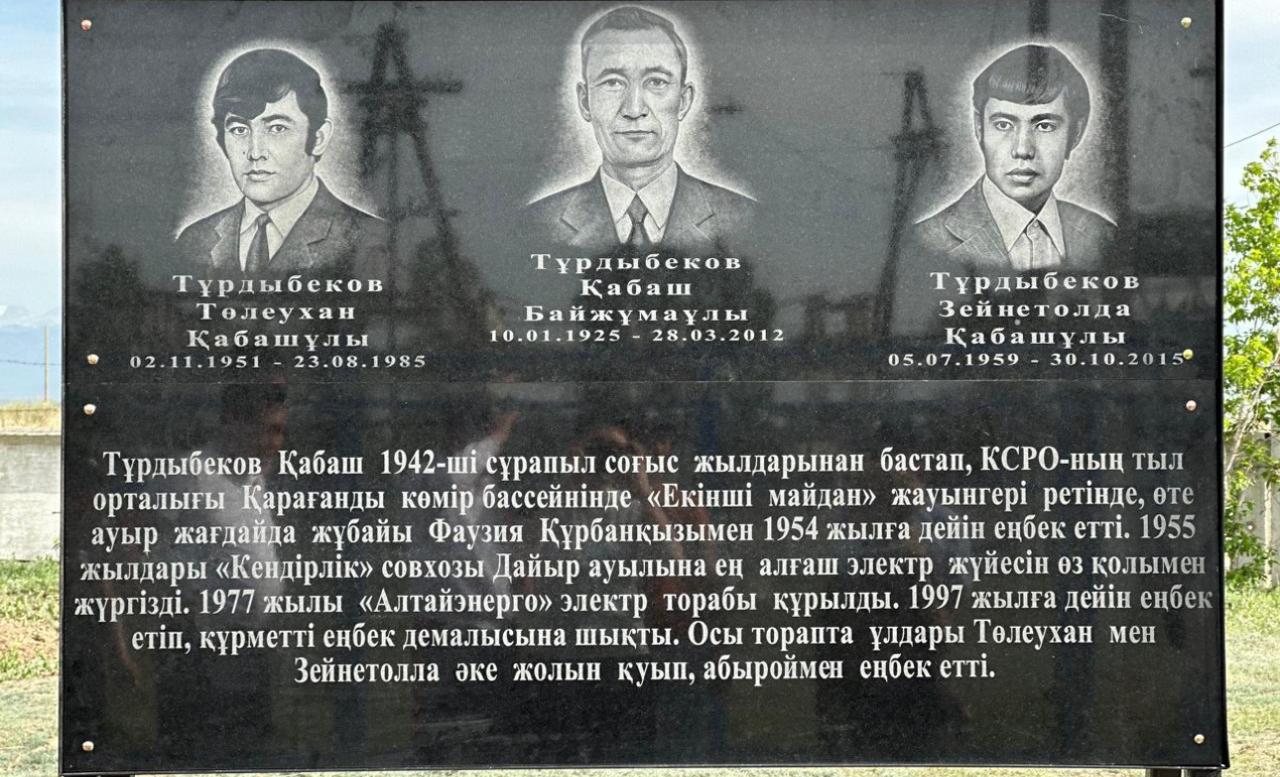 Тұрдыбеков
Төлеухан
Қабашұлы
02.11.1951 - 23.08.1985
Тұрдыбеков
Қабаш
Байжұмаұлы
10.01.1925 - 28.03.2012
Тұрдыбеков
Зейнетолда
Қабашұлы
05.07.1959 - 30.10.2015
Тұрдыбеков Қабаш 1942-ші сұрапыл соғыс жылдарынан бастап, КСРО-ның тыл
орталығы Қарағанды көмір бассейнінде «Екінші майдан» жауынгері ретінде, өте
ауыр жағдайда жұбайы Фаузия Құрбанқызымен 1954 жылға дейін еңбек етті. 1955
жылдары «Кендірлік» совхозы Дайыр ауылына ең алғаш электр жүйесін өз қолымен
жүргізді. 1977 жылы «Алтайэнерго» электр торабы құрылды. 1997 жылға дейін еңбек
етіп, құрметті еңбек демалысына шықты. Осы торапта ұлдары Төлеухан мен
Зейнетолла әке жолын қуып, абыроймен еңбек етті.